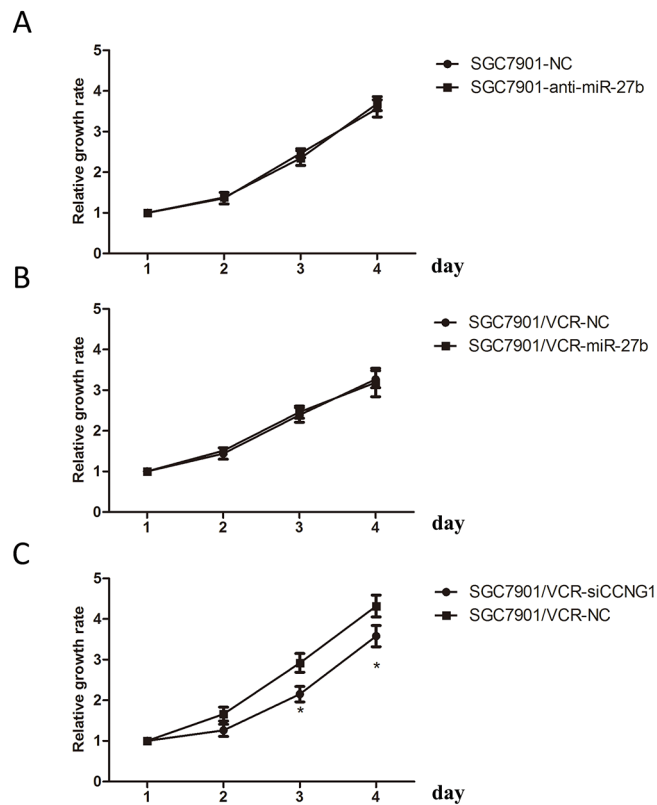 A
5
4
3
2
1
0
Relative growth rate
1 2 3 4
day
SGC7901-NC
SGC7901-anti-miR-27b
B
5
4
3
2
1
0
Relative growth rate
1 2 3 4
day
SGC7901/VCR-NC
SGC7901/VCR-miR-27b
C
5
4
3
2
1
0
Relative growth rate
*
*
1 2 3 4
day
SGC7901/VCR-siCCNG1
SGC7901/VCR-NC